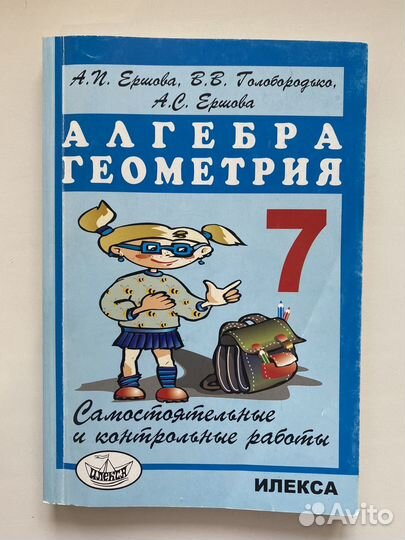 А.П. Ершова, В.В. Голобородько,
А.С. Ершова
АЛГЕБРА
ГЕОМЕТРИЯ
7
Самостоятельные
и контрольные работы
ИЛЕКСА
ИЛЕКСА
Avito